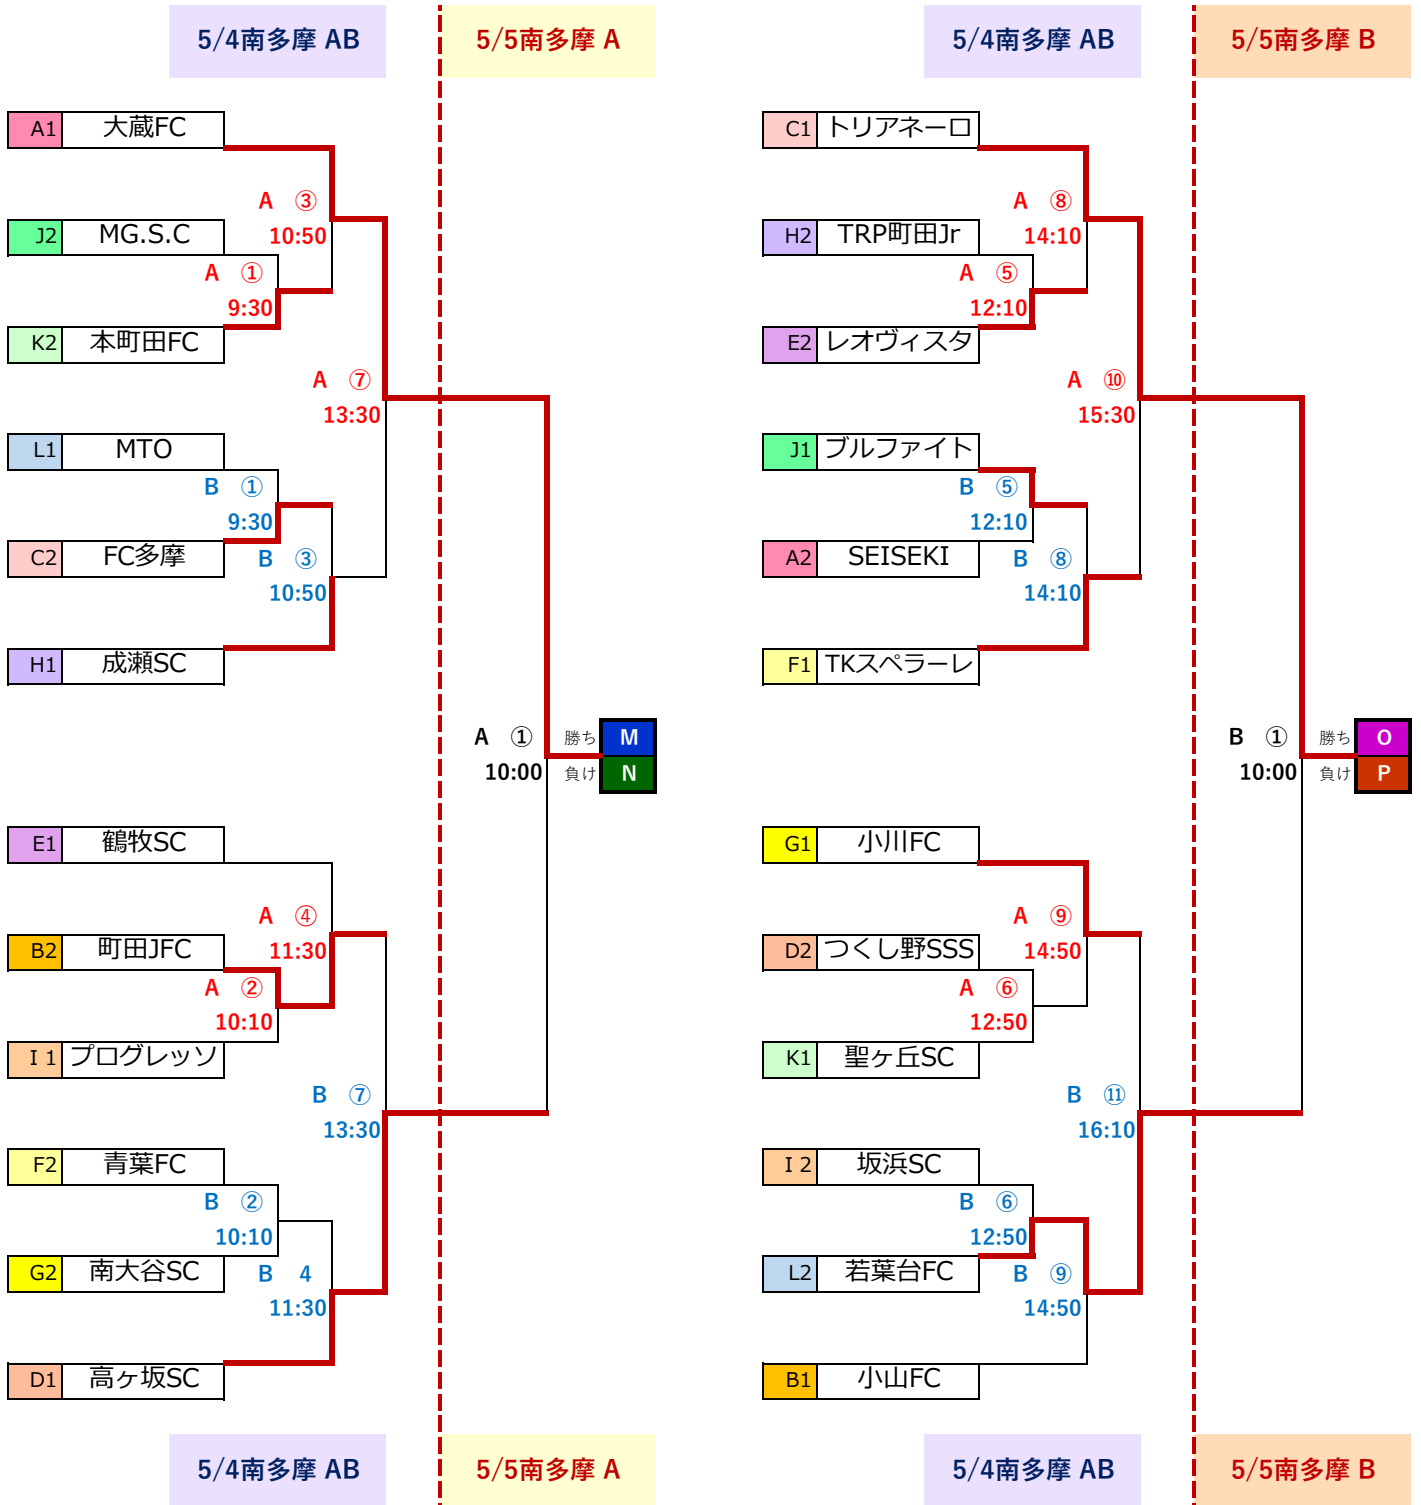 5/4南多摩 AB
5/5南多摩 A
5/4南多摩 AB
5/5南多摩 B
A1 大蔵FC
A ③
10:50
J2 MG.S.C
A ①
9:30
K2 本町田FC
A ⑦
13:30
L1 MTO
B ①
9:30
C2 FC多摩
B ③
10:50
H1 成瀬SC
A ①
10:00
勝ち M
負け N
E1 鶴牧SC
A ④
11:30
B2 町田JFC
A ②
10:10
I 1 プログレッソ
B ⑦
13:30
F2 青葉FC
B ②
10:10
G2 南大谷SC
B 4
11:30
D1 高ヶ坂SC
C1 トリアネーロ
A ⑧
14:10
H2 TRP町田Jr
A ⑤
12:10
E2 レオヴィスタ
A ⑩
15:30
J1 ブルファイト
B ⑤
12:10
A2 SEISEKI
B ⑧
14:10
F1 TKスペラーレ
B ①
10:00
勝ち O
負け P
G1 小川FC
A ⑨
14:50
D2 つくし野SSS
A ⑥
12:50
K1 聖ヶ丘SC
B ⑪
16:10
I 2 坂浜SC
B ⑥
12:50
L2 若葉台FC
B ⑨
14:50
B1 小山FC
5/4南多摩 AB
5/5南多摩 A
5/4南多摩 AB
5/5南多摩 B